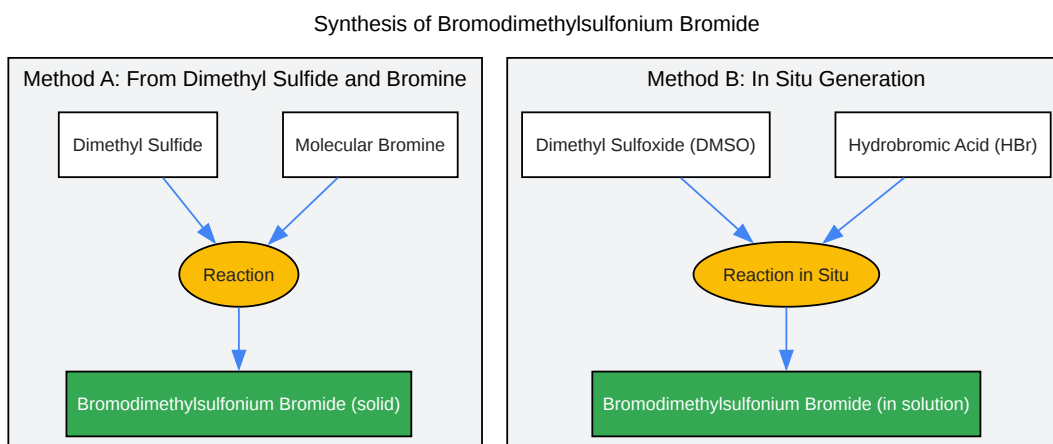 Synthesis of Bromodimethylsulfonium Bromide
Method A: From Dimethyl Sulfide and Bromine
Dimethyl Sulfide
Molecular Bromine
Reaction
Bromodimethylsulfonium Bromide (solid)
Method B: In Situ Generation
Dimethyl Sulfoxide (DMSO)
Hydrobromic Acid (HBr)
Reaction in Situ
Bromodimethylsulfonium Bromide (in solution)